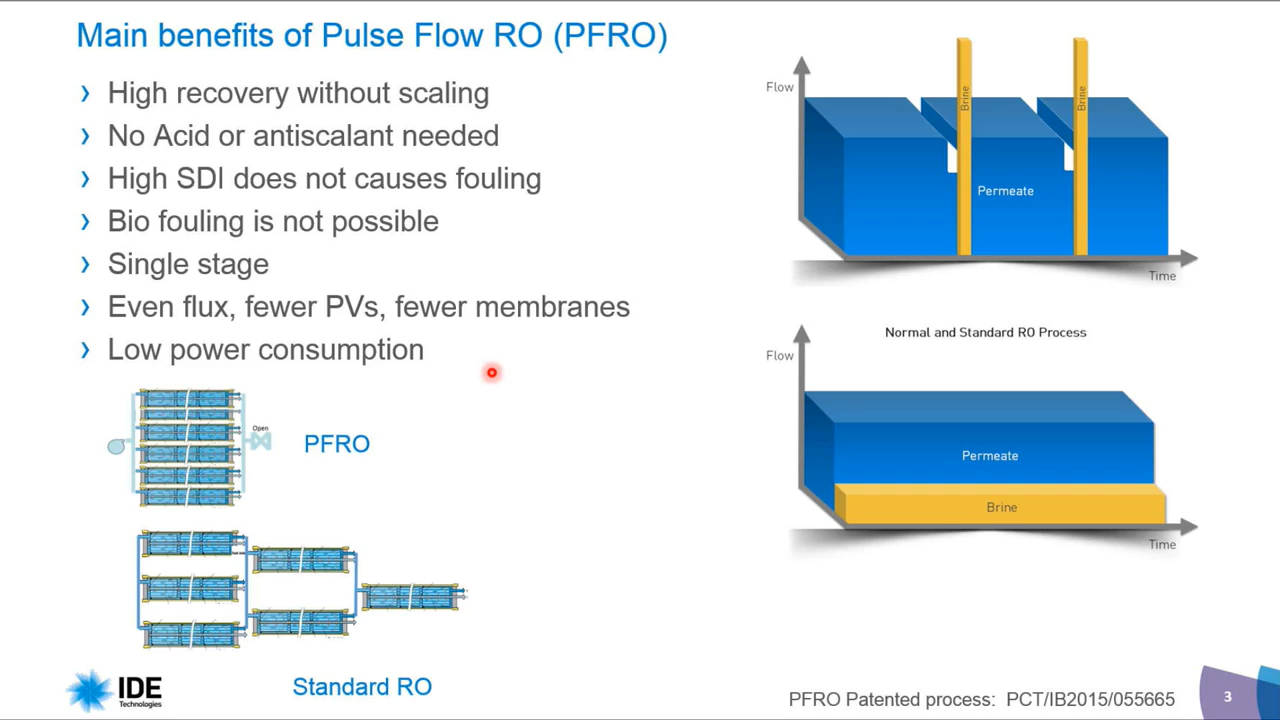 Main benefits of Pulse Flow RO (PFRO)
› High recovery without scaling
› No Acid or antiscalant needed
› High SDI does not causes fouling
› Bio fouling is not possible
› Single stage
› Even flux, fewer PVs, fewer membranes
› Low power consumption
Open
PFRO
Standard RO
IDE
Technologies
Flow
Brine
Brine
Permeate
Time
Normal and Standard RO Process
Flow
Permeate
Brine
Time
PFRO Patented process: PCT/IB2015/055665
3